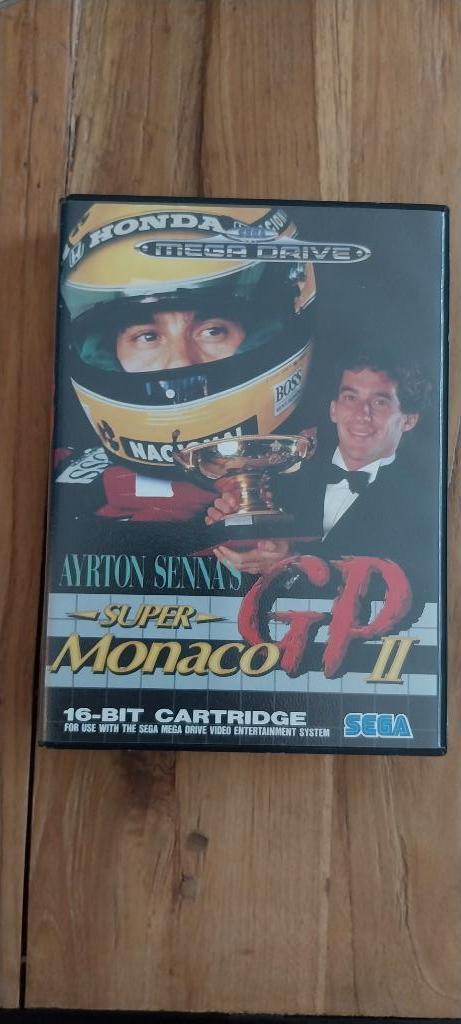 HONDA
SEGA
MEGA DRIVE
BOSS
NACIONAL
AYRTON SENNA'S
SUPER
Monaco GP II
16-BIT CARTRIDGE
FOR USE WITH THE SEGA MEGA DRIVE VIDEO ENTERTAINMENT SYSTEM
SEGA